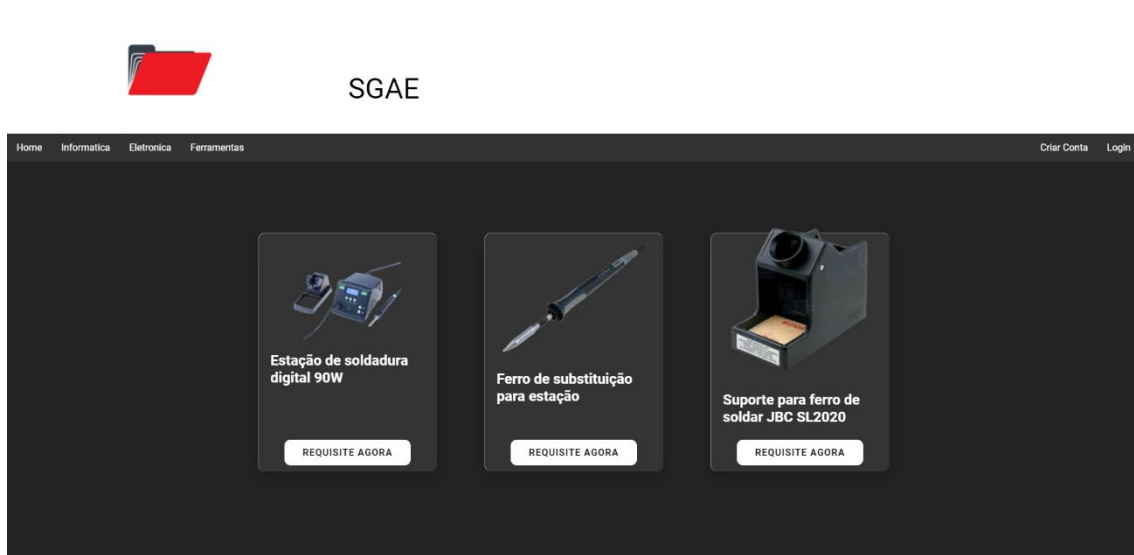 SGAE
Home Informatica Eletronica Ferramentas Criar Conta Login
Estação de soldadura
digital 90W
REQUISITE AGORA
Ferro de substituição
para estação
REQUISITE AGORA
Suporte para ferro de
soldar JBC SL2020
REQUISITE AGORA